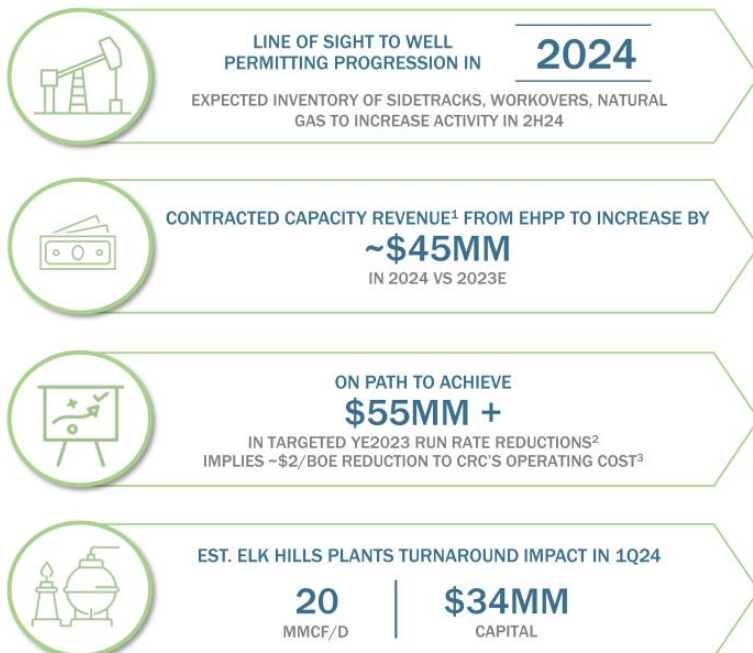 LINE OF SIGHT TO WELL
PERMITTING PROGRESSION IN
2024
EXPECTED INVENTORY OF SIDETRACKS, WORKOVERS, NATURAL
GAS TO INCREASE ACTIVITY IN 2H24
CONTRACTED CAPACITY REVENUE¹ FROM EHPP TO INCREASE BY
~$45MM
IN 2024 VS 2023E
ON PATH TO ACHIEVE
$55MM +
IN TARGETED YE2023 RUN RATE REDUCTIONS²
IMPLIES ~$2/BOE REDUCTION TO CRC'S OPERATING COST³
EST. ELK HILLS PLANTS TURNAROUND IMPACT IN 1Q24
20
MMCF/D
$34MM
CAPITAL